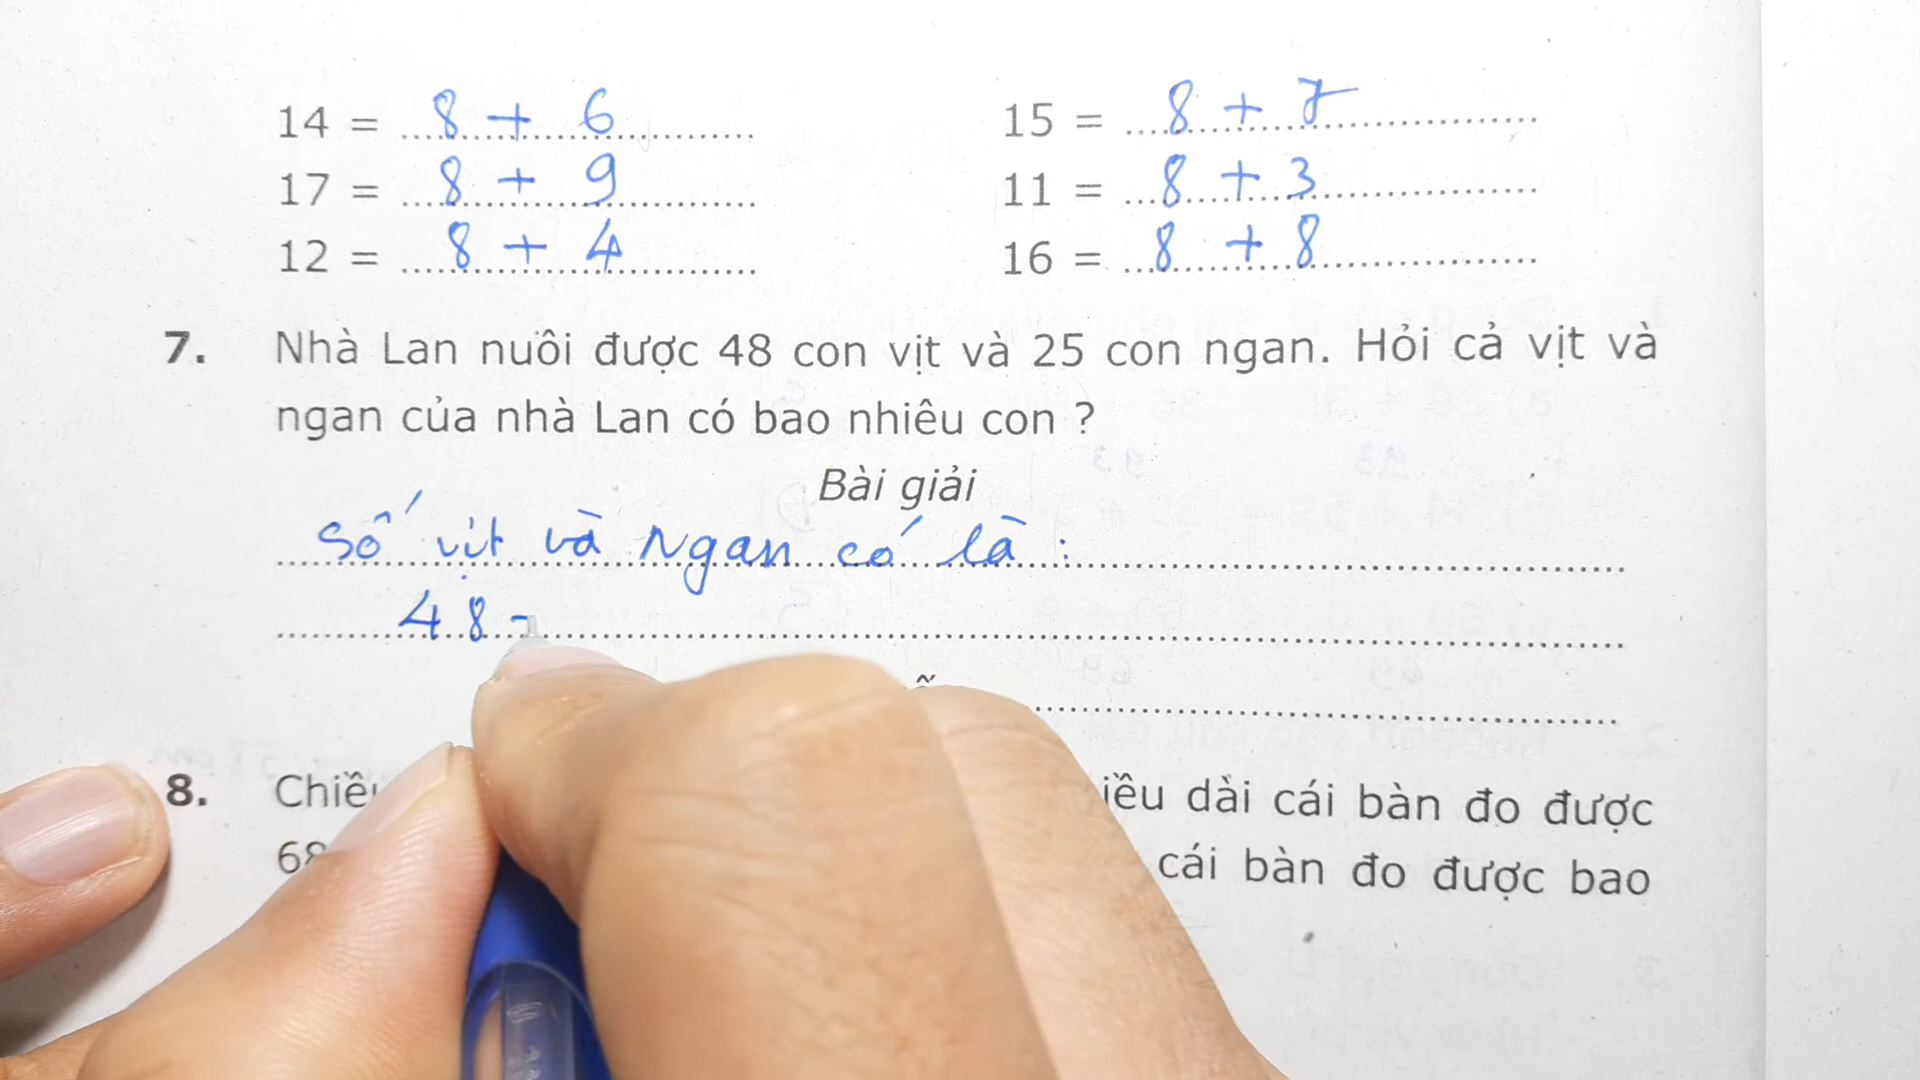 14 = 8 + 6
15 = 8 + 7
17 = 8 + 9
11 = 8 + 3
12 = 8 + 4
16 = 8 + 8
7. Nhà Lan nuôi được 48 con vịt và 25 con ngan. Hỏi cả vịt và
ngan của nhà Lan có bao nhiêu con ?
Bài giải
Số vịt và Ngan có là :
48
8. iều dài cái bàn đo được
cái bàn đo được bao